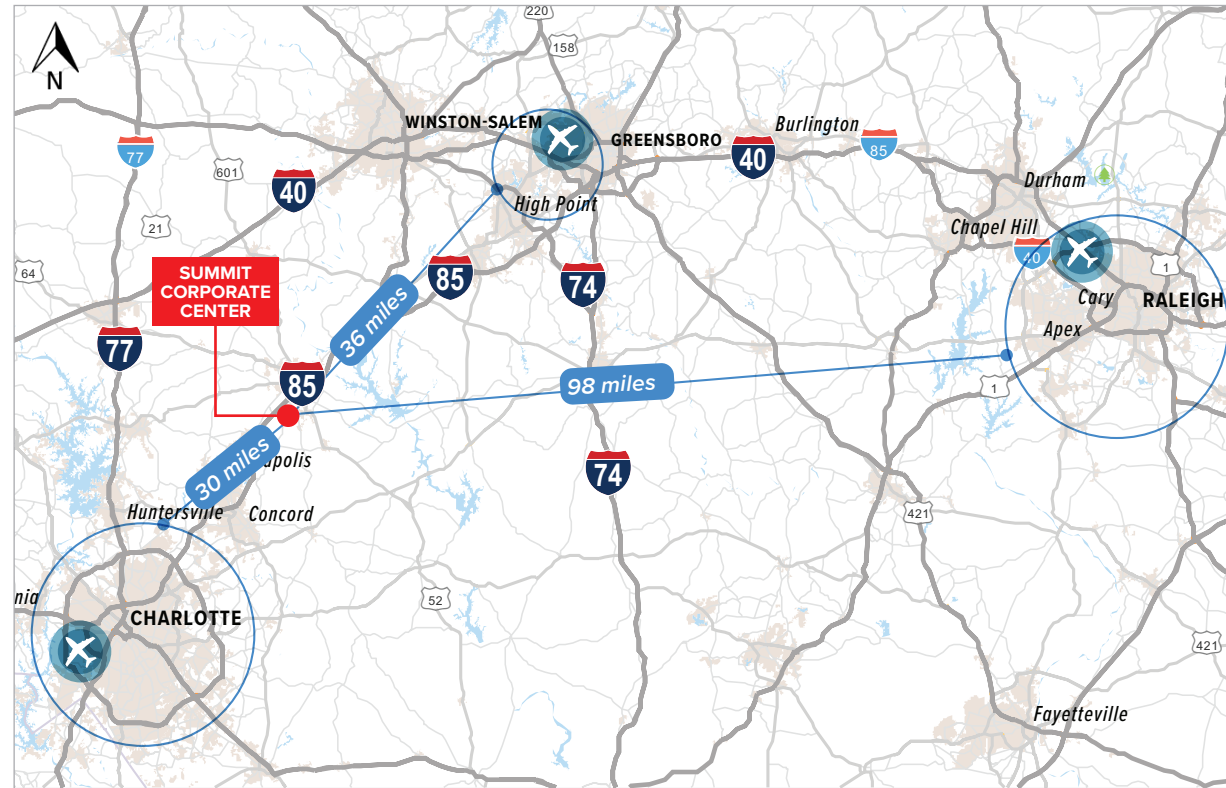 220
158
N
WINSTON-SALEM
GREENSBORO
Burlington
77
40
85
601
40
High Point
Durham
Chapel Hill
21
64
SUMMIT
CORPORATE
CENTER
85
74
40
1
Cary
RALEIGH
Apex
77
36 miles
85
98 miles
1
30 miles
apolis
74
Huntersville
Concord
421
nia
CHARLOTTE
52
421
Fayetteville